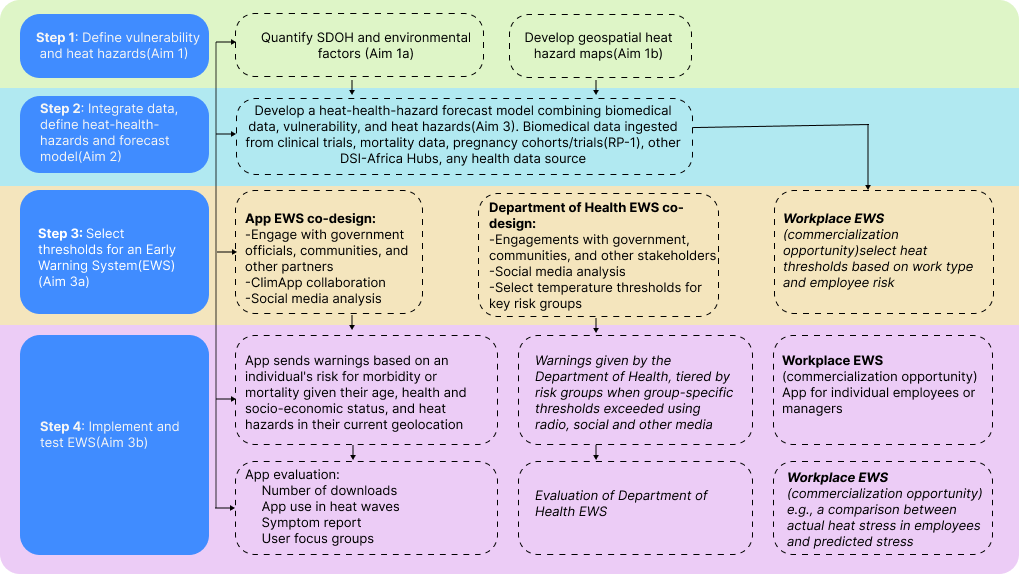 Step 1: Define vulnerability
and heat hazards(Aim 1)
Quantify SDOH and environmental
factors (Aim 1a)
Develop geospatial heat
hazard maps(Aim1b)
Step 2: Integrate data,
define heat-health-
hazards and forecast
model(Aim 2)
Develop a heat-health-hazard forecast model combining biomedical
data, vulnerability, and heat hazards(Aim 3). Biomedical data ingested
from clinical trials, mortality data, pregnancy cohorts/trials(RP-1), other
DSI-Africa Hubs, any health data source
Step 3: Select
thresholds for an Early
Warning System(EWS)
(Aim 3a)
App EWS co-design:
-Engage with government
officials, communities, and
other partners
-ClimApp collaboration
-Social media analysis
Department of Health EWS co-
design:
-Engagements with government,
communities, and other stakeholders
-Social media analysis
-Select temperature thresholds for
key risk groups
Workplace EWS
(commercialization
opportunity)select heat
thresholds based on work type
and employee risk
Step 4: Implement and
test EWS(Aim 3b)
App sends warnings based on an
individual's risk for morbidity or
mortality given their age, health and
socio-economic status, and heat
hazards in their current geolocation
Warnings given by the
Department of Health, tiered by
risk groups when group-specific
thresholds exceeded using
radio, social and other media
Workplace EWS
(commercialization opportunity)
App for individual employees or
managers
App evaluation:
Number of downloads
App use in heat waves
Symptom report
User focus groups
Evaluation of Department of
Health EWS
Workplace EWS
(commercialization opportunity)
e.g., a comparison between
actual heat stress in employees
and predicted stress